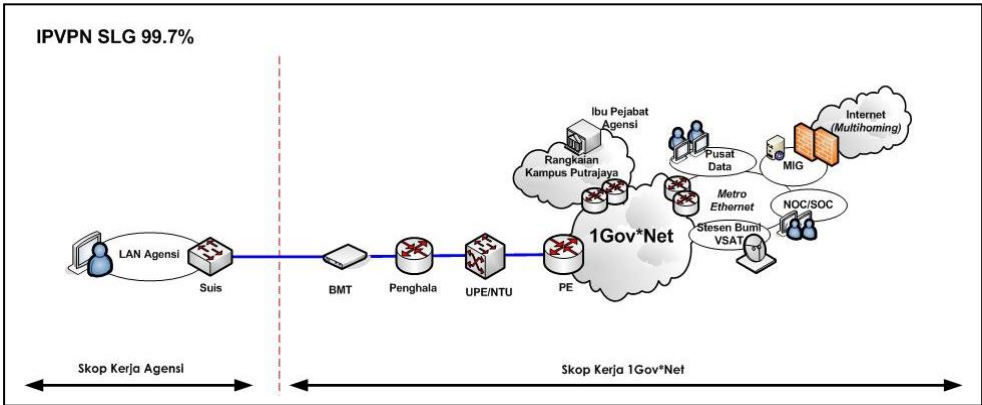 IPVPN SLG 99.7%
Ibu Pejabat
Agensi
Rangkaian
Kampus Putrajaya
Pusat
Data
MIG
Internet
(Multihoming)
Metro
Ethernet
NOC/SOC
Stesen Bumi
VSAT
1Gov*Net
LAN Agensi
Suis
BMT
Penghala
UPE/NTU
PE
Skop Kerja Agensi
Skop Kerja 1Gov*Net